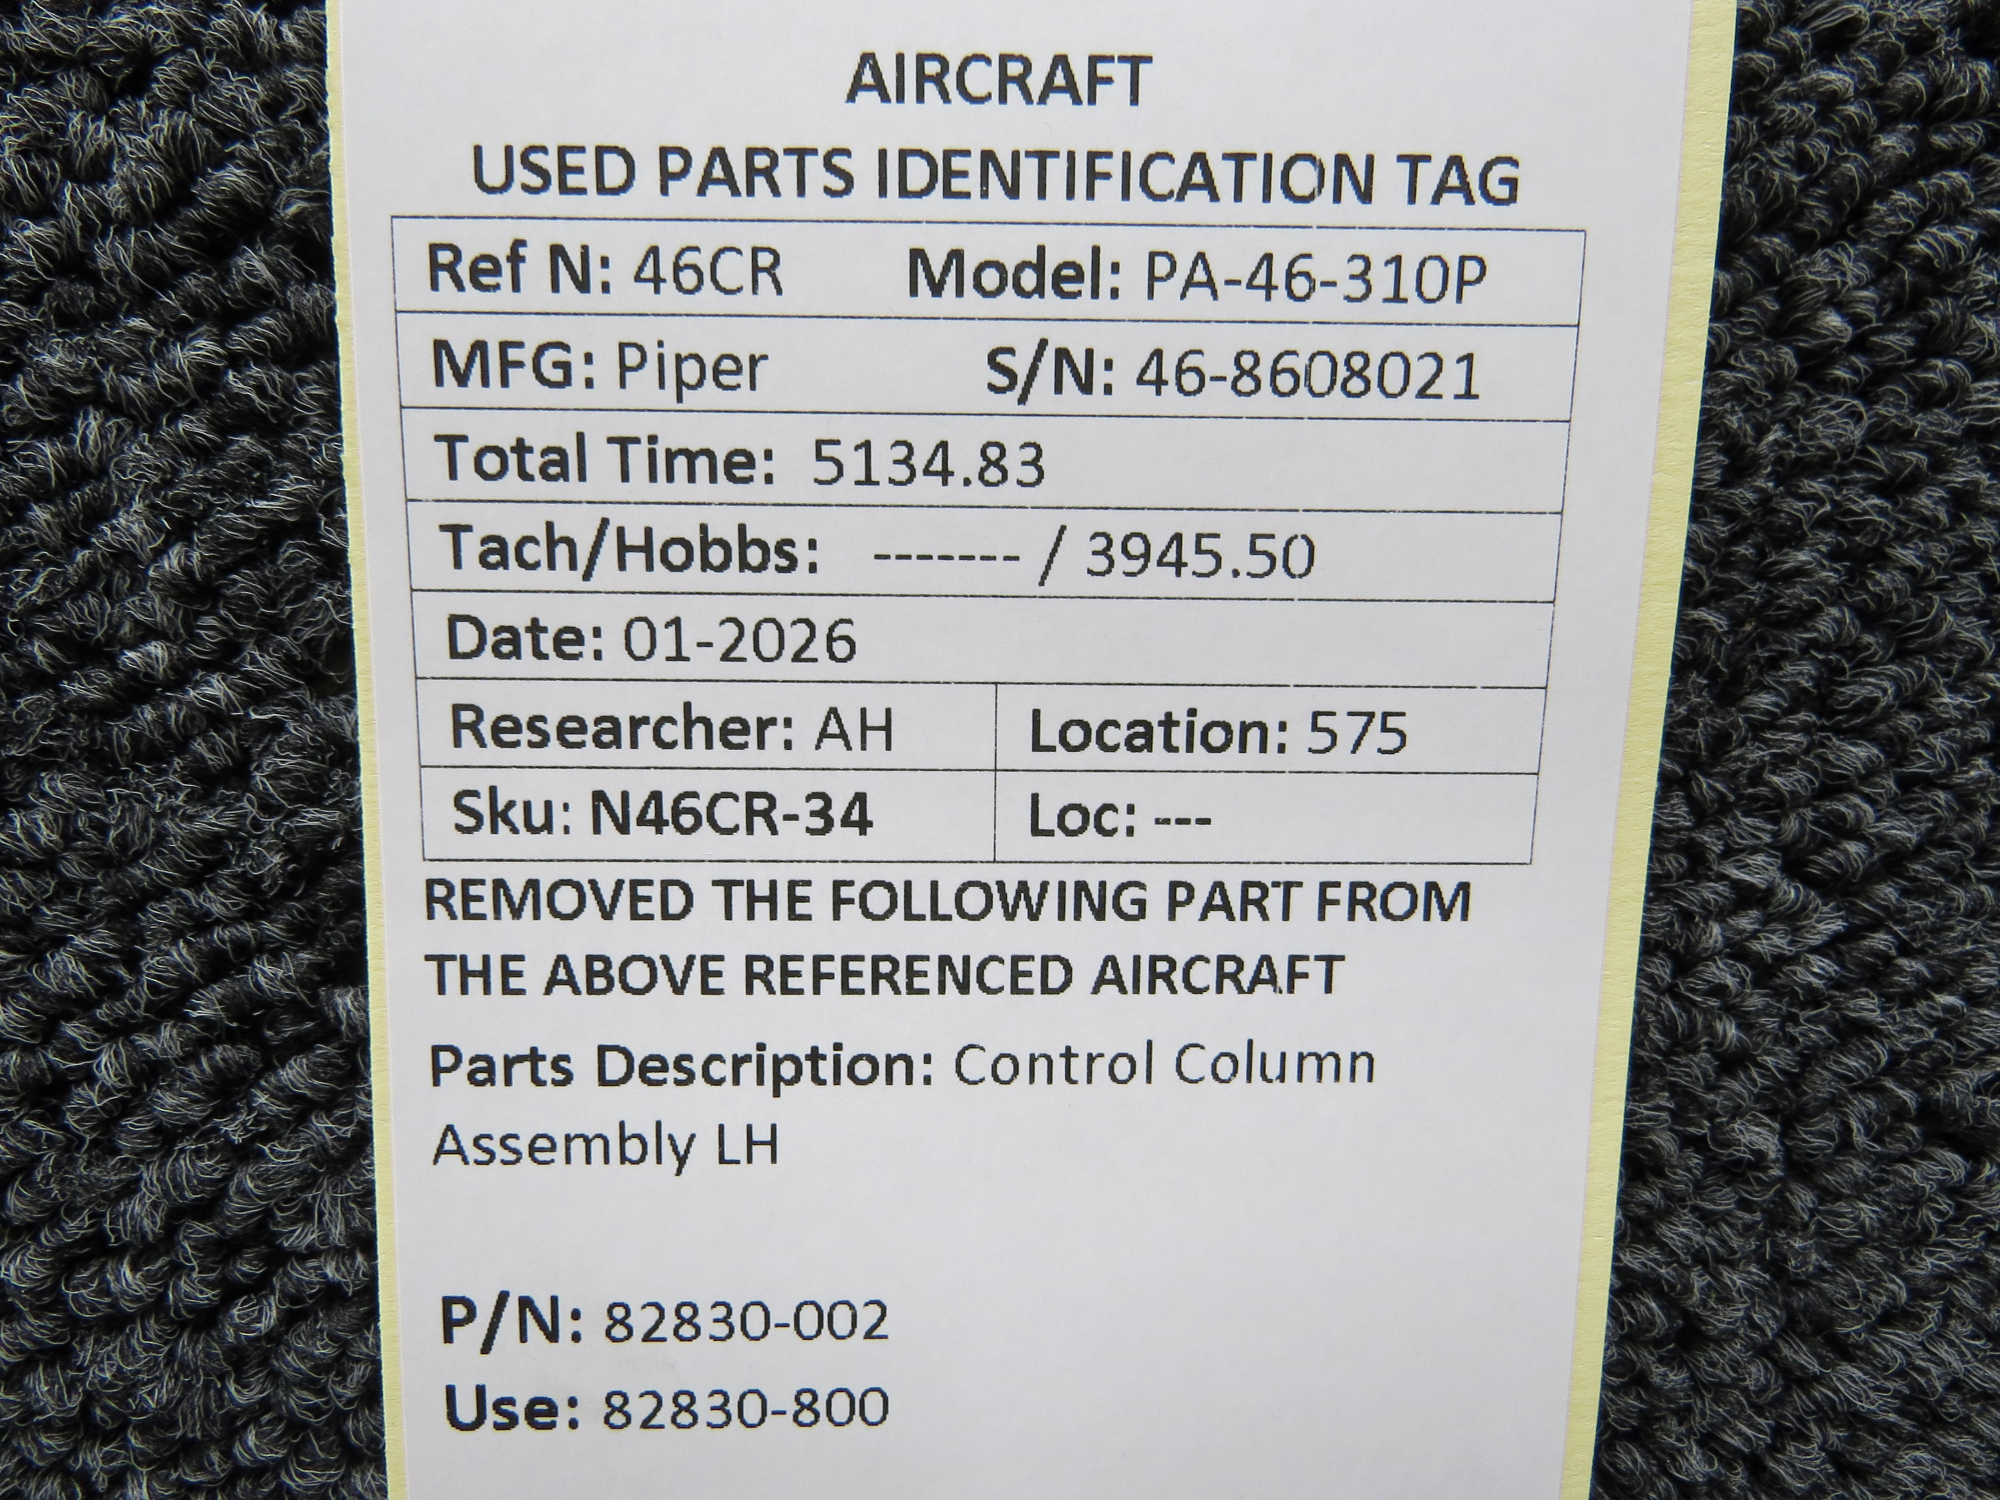 AIRCRAFT
USED PARTS IDENTIFICATION TAG
Ref N: 46CR Model: PA-46-310P
MFG: Piper S/N: 46-8608021
Total Time: 5134.83
Tach/Hobbs: ------- / 3945.50
Date: 01-2026
Researcher: AH Location: 575
Sku: N46CR-34 Loc: ---
REMOVED THE FOLLOWING PART FROM
THE ABOVE REFERENCED AIRCRAFT
Parts Description: Control Column
Assembly LH
P/N: 82830-002
Use: 82830-800